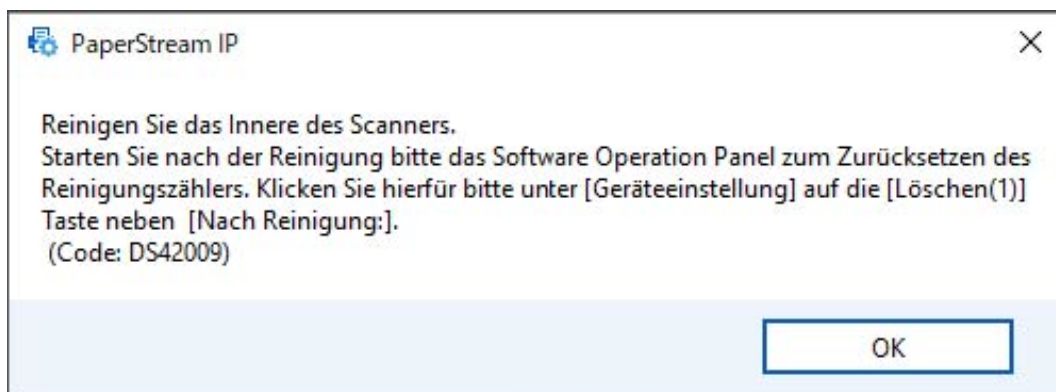 PaperStream IP
Reinigen Sie das Innere des Scanners.
Starten Sie nach der Reinigung bitte das Software Operation Panel zum Zurücksetzen des
Reinigungszählers. Klicken Sie hierfür bitte unter [Geräteeinstellung] auf die [Löschen(1)]
Taste neben  [Nach Reinigung:].
(Code: DS42009)
OK